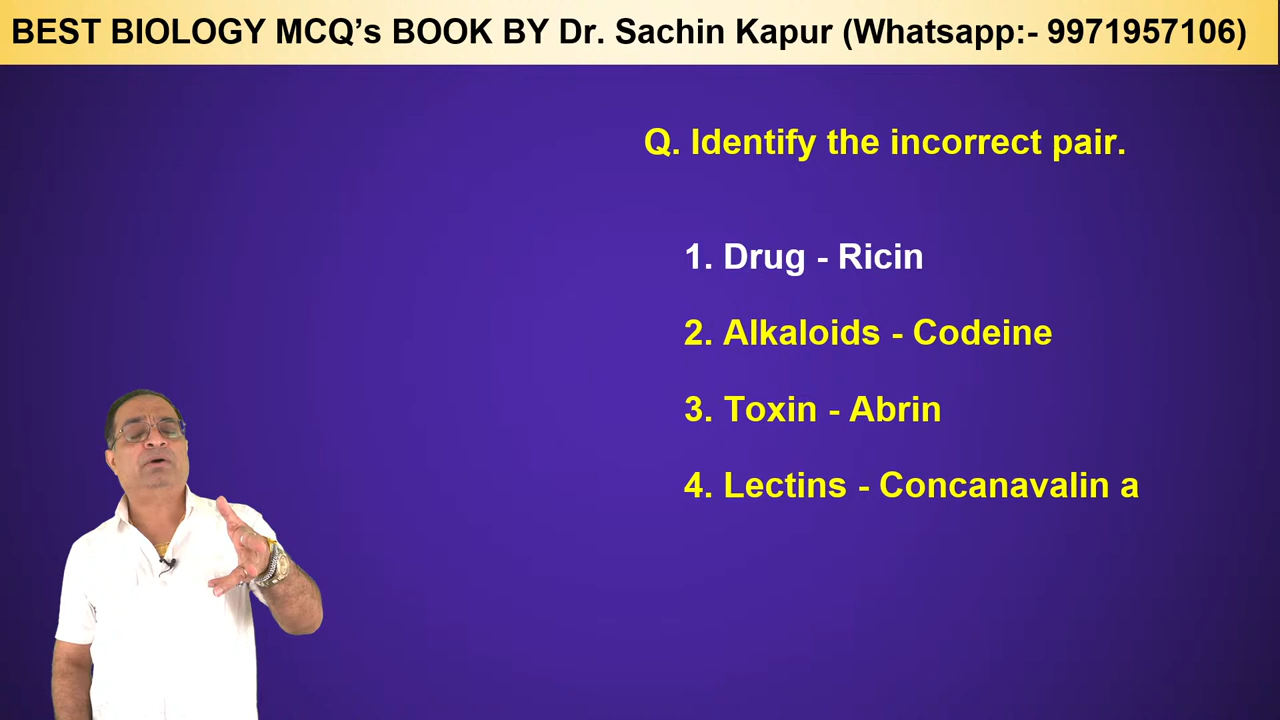 BEST BIOLOGY MCQ’s BOOK BY Dr. Sachin Kapur (Whatsapp:- 9971957106)
Q. Identify the incorrect pair.
1. Drug - Ricin
2. Alkaloids - Codeine
3. Toxin - Abrin
4. Lectins - Concanavalin a